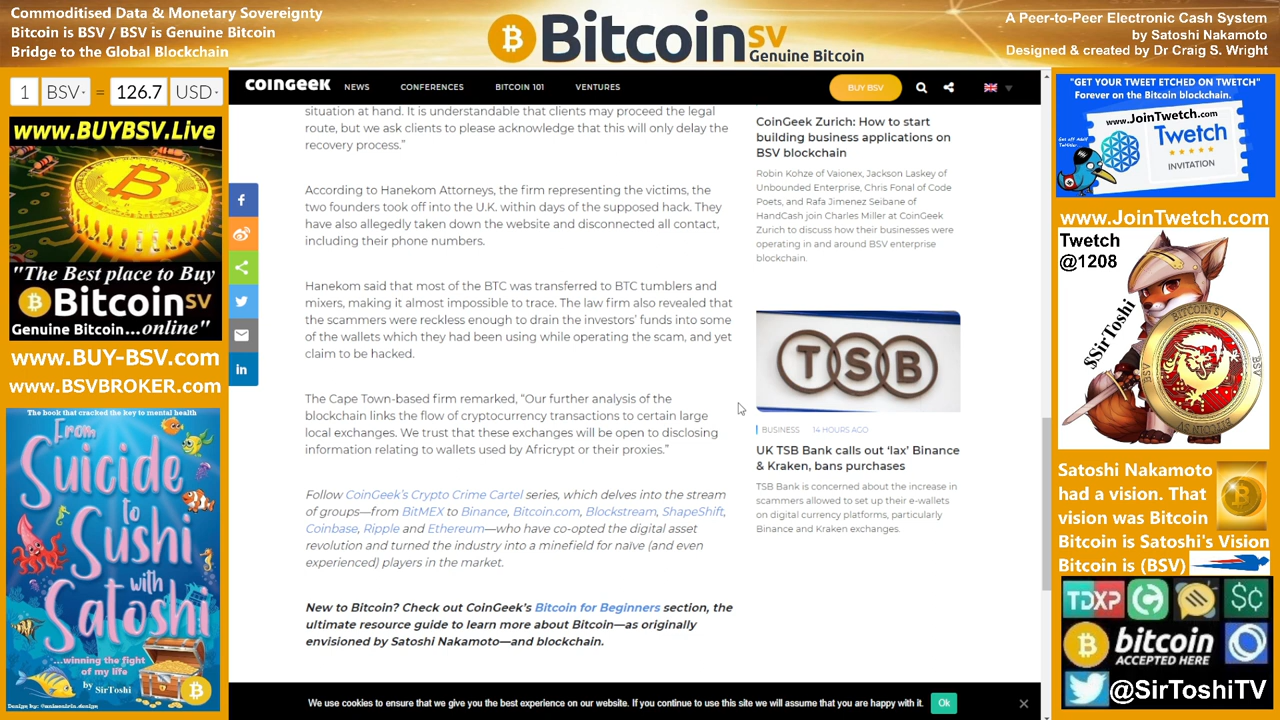 Commoditised Data & Monetary Sovereignty
Bitcoin is BSV / BSV is Genuine Bitcoin
Bridge to the Global Blockchain
BitcoinSV
Genuine Bitcoin
A Peer-to-Peer Electronic Cash System
by Satoshi Nakamoto
Designed & created by Dr Craig S. Wright
1 BSV = 126.7 USD
www.BUYBSV.Live
"The Best place to Buy
BitcoinSV
Genuine Bitcoin...online"
www.BUY-BSV.com
www.BSVBROKER.com
The book that cracked the key to mental health
From
Suicide
to
Sushi
with
Satoshi
...winning the fight
of my life
by SirToshi
Design by: @animeniria.design
COINGEEK
NEWS
CONFERENCES
BITCOIN 101
VENTURES
BUY BSV
situation at hand. It is understandable that clients may proceed the legal
route, but we ask clients to please acknowledge that this will only delay the
recovery process.”
According to Hanekom Attorneys, the firm representing the victims, the
two founders took off into the U.K. within days of the supposed hack. They
have also allegedly taken down the website and disconnected all contact,
including their phone numbers.
Hanekom said that most of the BTC was transferred to BTC tumblers and
mixers, making it almost impossible to trace. The law firm also revealed that
the scammers were reckless enough to drain the investors’ funds into some
of the wallets which they had been using while operating the scam, and yet
claim to be hacked.
The Cape Town-based firm remarked, “Our further analysis of the
blockchain links the flow of cryptocurrency transactions to certain large
local exchanges. We trust that these exchanges will be open to disclosing
information relating to wallets used by Africrypt or their proxies.”
Follow CoinGeek’s Crypto Crime Cartel series, which delves into the stream
of groups—from BitMEX to Binance, Bitcoin.com, Blockstream, ShapeShift,
Coinbase, Ripple and Ethereum—who have co-opted the digital asset
revolution and turned the industry into a minefield for naïve (and even
experienced) players in the market.
New to Bitcoin? Check out CoinGeek’s Bitcoin for Beginners section, the
ultimate resource guide to learn more about Bitcoin—as originally
envisioned by Satoshi Nakamoto—and blockchain.
CoinGeek Zurich: How to start
building business applications on
BSV blockchain
Robin Kohze of Vaionex, Jackson Laskey of
Unbounded Enterprise, Chris Fonal of Code
Poets, and Rafa Jimenez Seibane of
HandCash join Charles Miller at CoinGeek
Zurich to discuss how their businesses were
operating in and around BSV enterprise
blockchain.
TSB
BUSINESS 14 HOURS AGO
UK TSB Bank calls out ‘lax’ Binance
& Kraken, bans purchases
TSB Bank is concerned about the increase in
scammers allowed to set up their e-wallets
on digital currency platforms, particularly
Binance and Kraken exchanges.
We use cookies to ensure that we give you the best experience on our website. If you continue to use this site we will assume that you are happy with it.
Ok
"GET YOUR TWEET ETCHED ON TWETCH"
Forever on the Bitcoin blockchain.
www.JoinTwetch.com
Twetch
INVITATION
www.JoinTwetch.com
Twetch
@1208
$SirToshi
BITCOIN SV
BSV
Satoshi Nakamoto
had a vision. That
vision was Bitcoin
Bitcoin is Satoshi's Vision
Bitcoin is (BSV)
TDXP
bitcoin
ACCEPTED HERE
@SirToshiTV